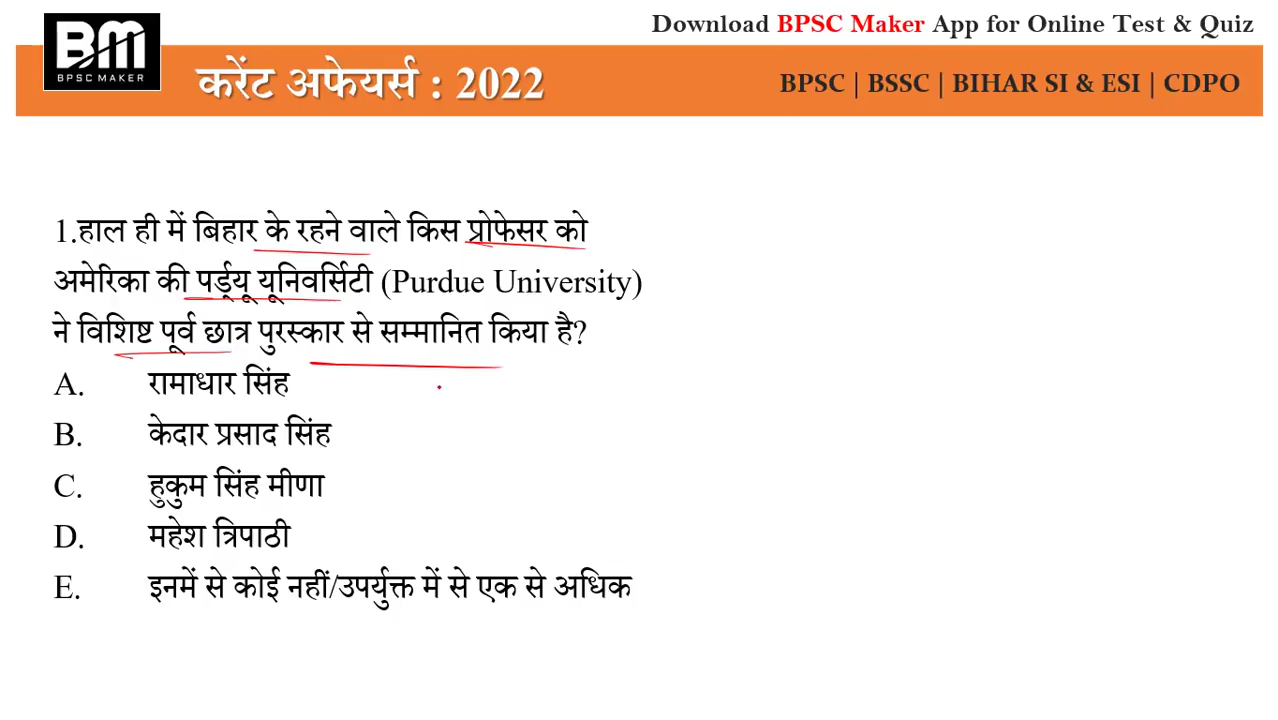 Download BPSC Maker App for Online Test & Quiz
BM
BPSC MAKER
करेंट अफेयर्स : 2022
BPSC | BSSC | BIHAR SI & ESI | CDPO
1.हाल ही में बिहार के रहने वाले किस प्रोफेसर को
अमेरिका की पर्ड्यू यूनिवर्सिटी (Purdue University)
ने विशिष्ट पूर्व छात्र पुरस्कार से सम्मानित किया है?
A. रामाधार सिंह
B. केदार प्रसाद सिंह
C. हुकुम सिंह मीणा
D. महेश त्रिपाठी
E. इनमें से कोई नहीं/उपर्युक्त में से एक से अधिक